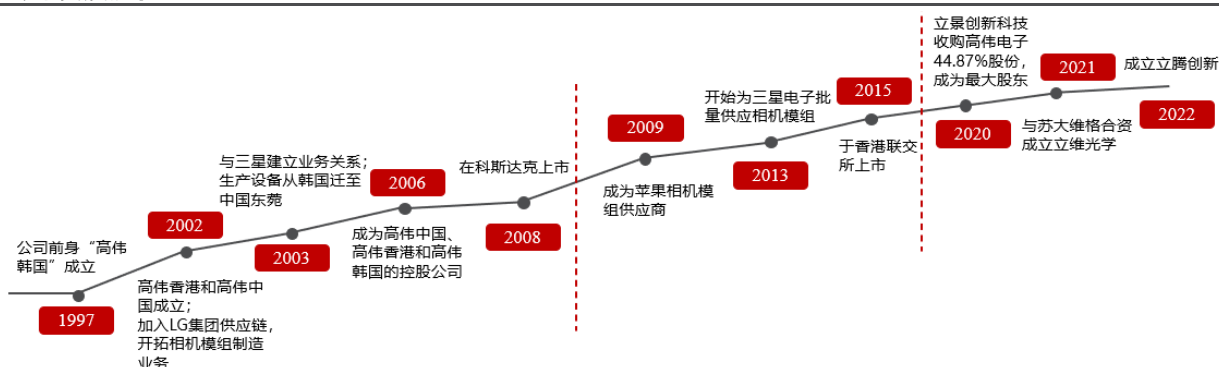 公司前身“高伟
韩国”成立
1997
2002
高伟香港和高伟中
国成立；
加入LG集团供应链，
开拓相机模组制造
业务
与三星建立业务关系；
生产设备从韩国迁至
中国东莞
2003
2006
成为高伟中国、
高伟香港和高伟
韩国的控股公司
在科斯达克上市
2008
2009
成为苹果相机模
组供应商
开始为三星电子批
量供应相机模组
2013
2015
于香港联交
所上市
立景创新科技
收购高伟电子
44.87%股份，
成为最大股东
2020
2021
与苏大维格合资
成立立维光学
成立立腾创新
2022